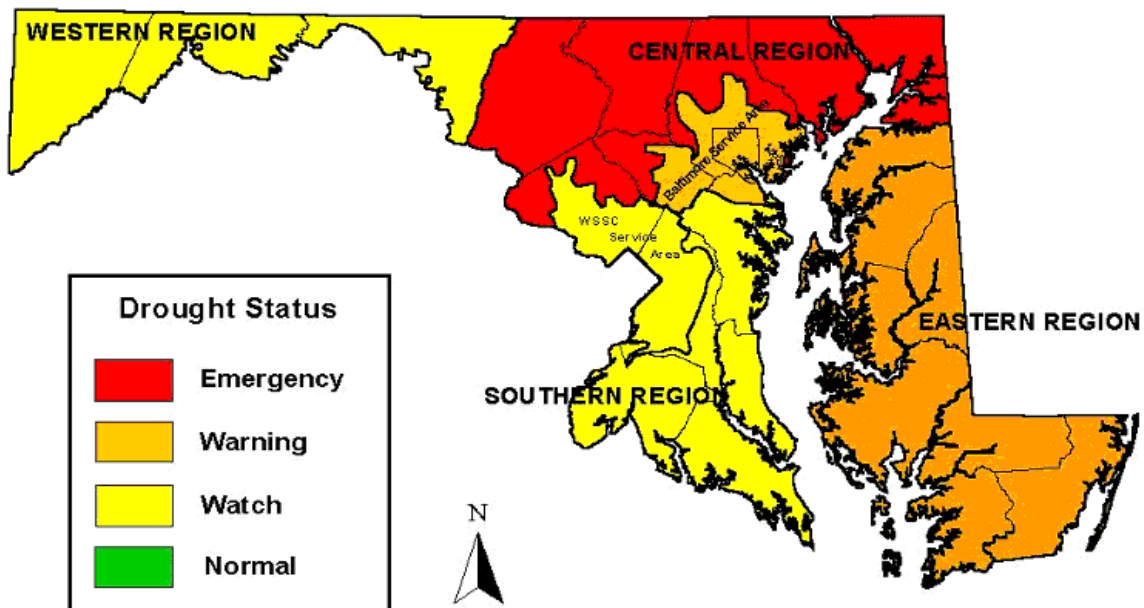 WESTERN REGION
CENTRAL REGION
Baltimore Service Area
WSSC
Service
Area
Drought Status
Emergency
Warning
Watch
Normal
EASTERN REGION
SOUTHERN REGION
N